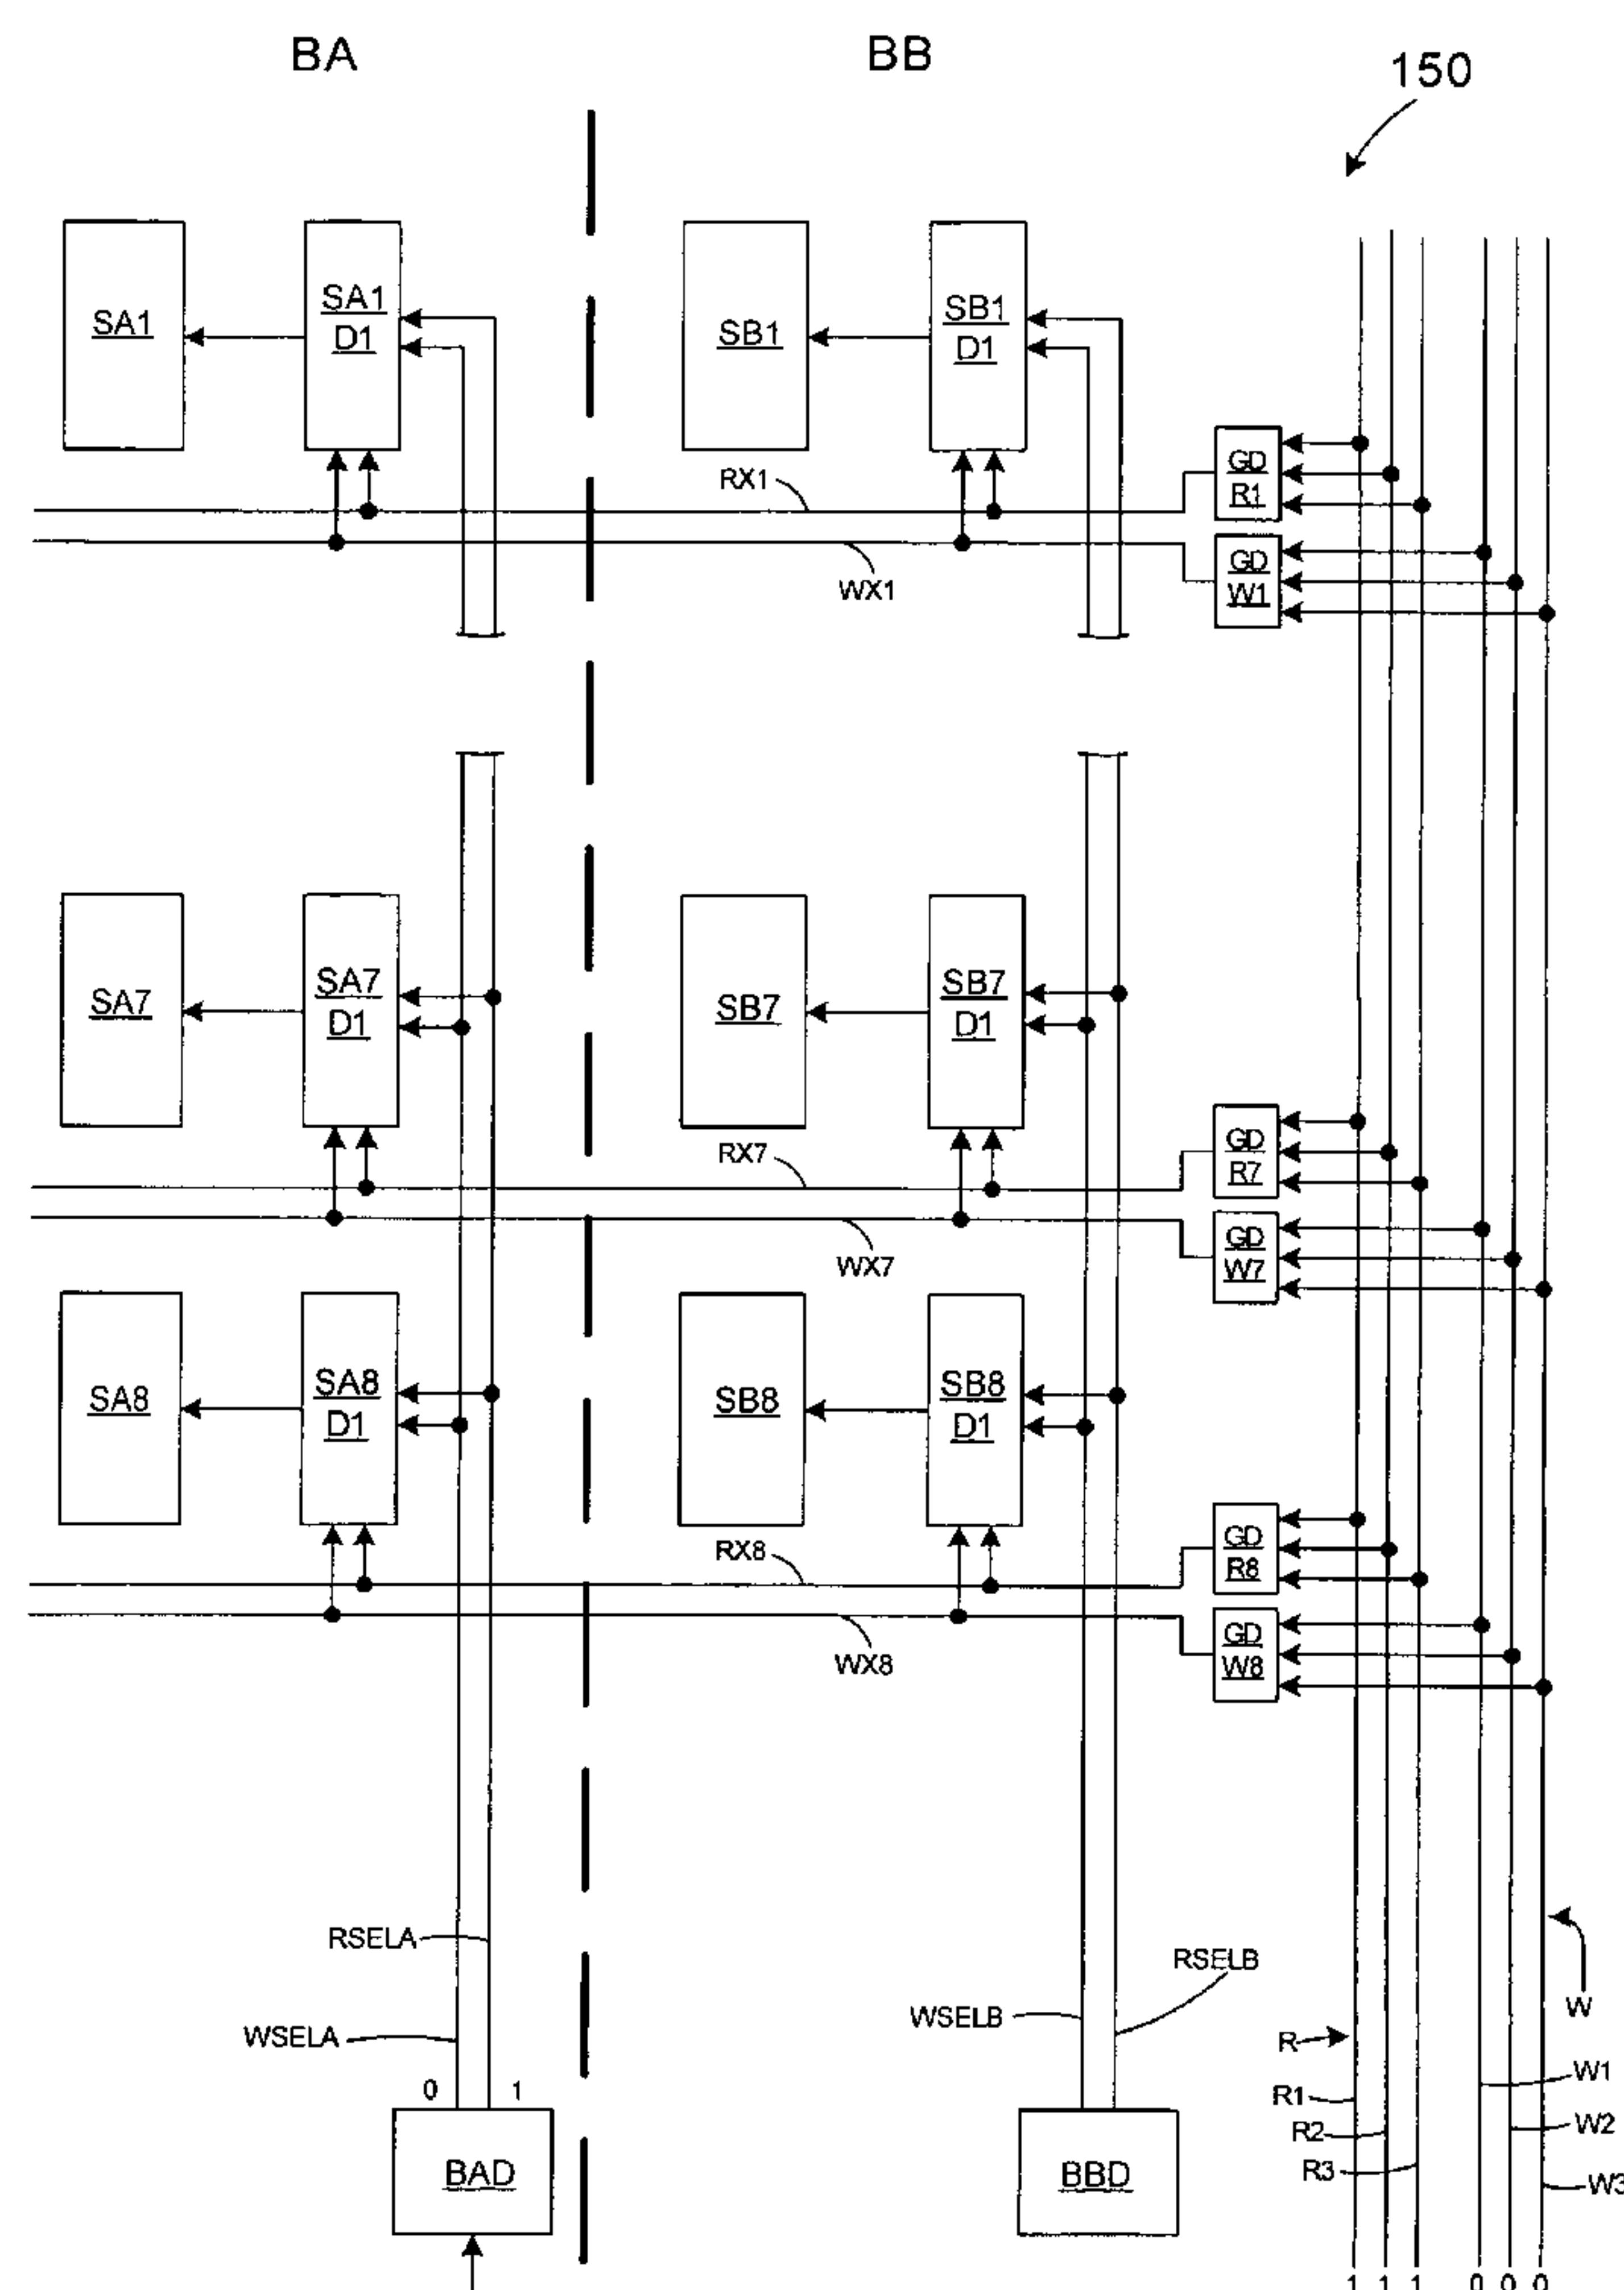 BA
BB
150
SA1
SA1
D1
SB1
SB1
D1
GD
R1
RX1
GD
W1
WX1
SA7
SA7
D1
SB7
SB7
D1
GD
R7
RX7
GD
W7
WX7
SA8
SA8
D1
SB8
SB8
D1
GD
R8
RX8
GD
W8
WX8
RSELA
RSELB
WSELB
W
WSELA
R
W1
0 1
R1
W2
R2
R3
W3
BAD
BBD
1 1 1 0 0 0